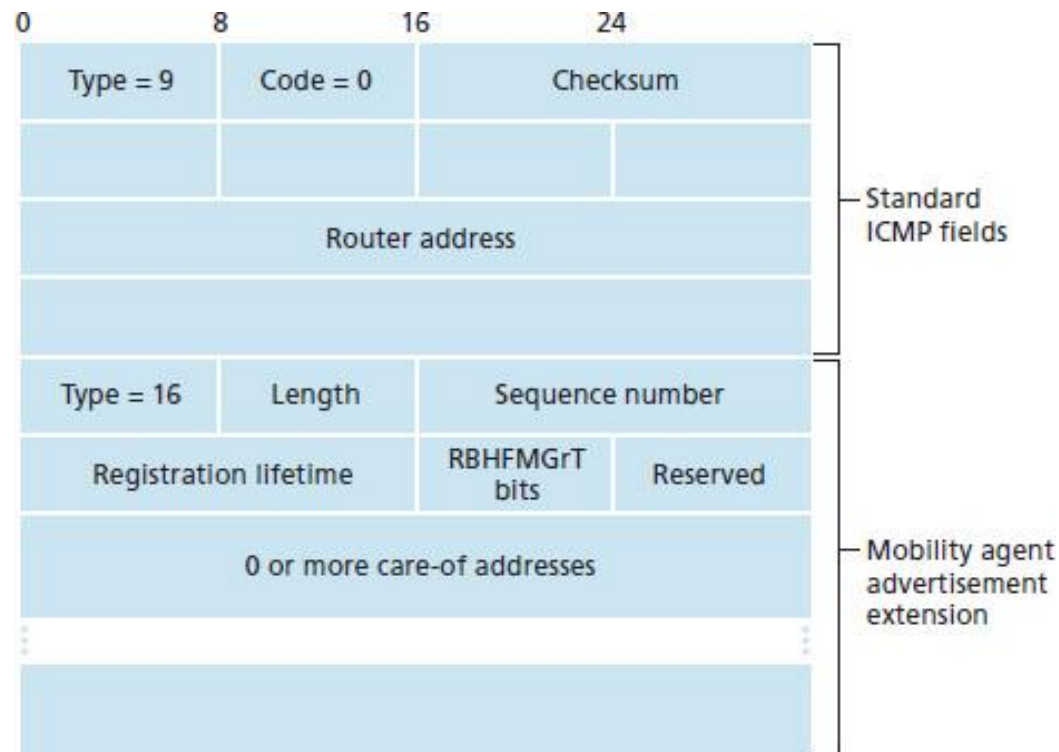 0 8 16 24
Type = 9 Code = 0 Checksum
Standard
ICMP fields
Router address
Type = 16 Length Sequence number
Registration lifetime RBHFMGrT
bits Reserved
0 or more care-of addresses
Mobility agent
advertisement
extension